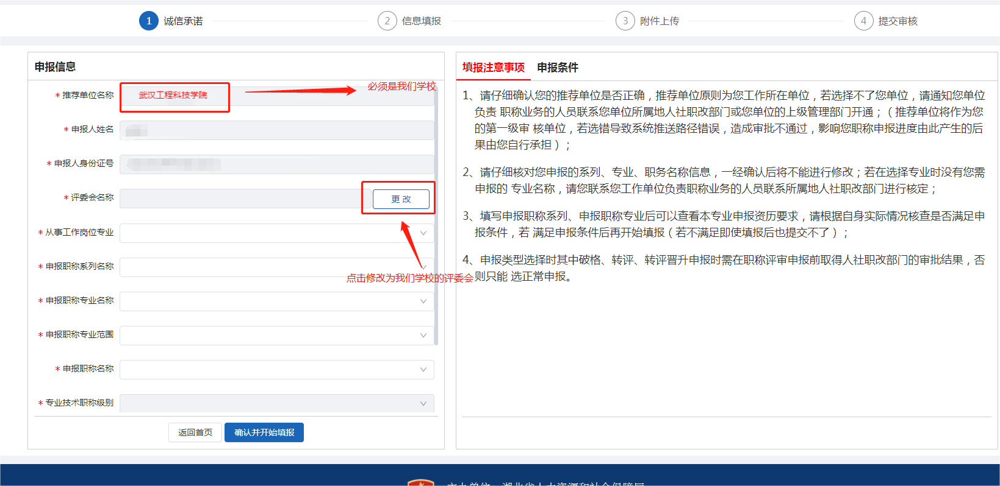 1 诚信承诺
2 信息填报
3 附件上传
4 提交审核
申报信息
* 推荐单位名称 武汉工程科技学院 必须是我们学校
* 申报人姓名
* 申报人身份证号
* 评委会名称 更 改
* 从事工作岗位专业
* 申报职称系列名称
点击修改为我们学校的评委会
* 申报职称专业名称
* 申报职称专业范围
* 申报职称名称
* 专业技术职称级别
返回首页 确认并开始填报
填报注意事项 申报条件
1、请仔细确认您的推荐单位是否正确，推荐单位原则为您工作所在单位，若选择不了您单位，请通知您单位
负责 职称业务的人员联系您单位所属地人社职改部门或您单位的上级管理部门开通；（推荐单位将作为您
的第一级审 核单位，若选错导致系统推送路径错误，造成审批不通过，影响您职称申报进度由此产生的后
果由您自行承担）；
2、请仔细核对您申报的系列、专业、职务名称信息，一经确认后将不能进行修改；若在选择专业时没有您需
申报的 专业名称，请您联系您工作单位负责职称业务的人员联系所属地人社职改部门进行核定；
3、填写申报职称系列、申报职称专业后可以查看本专业申报资历要求，请根据自身实际情况核查是否满足申
报条件，若 满足申报条件后再开始填报（若不满足即使填报后也提交不了）；
4、申报类型选择时其中破格、转评、转评晋升申报时需在职称评审申报前取得人社职改部门的审批结果，否
则只能 选正常申报。
主办单位：湖北省人力资源和社会保障厅